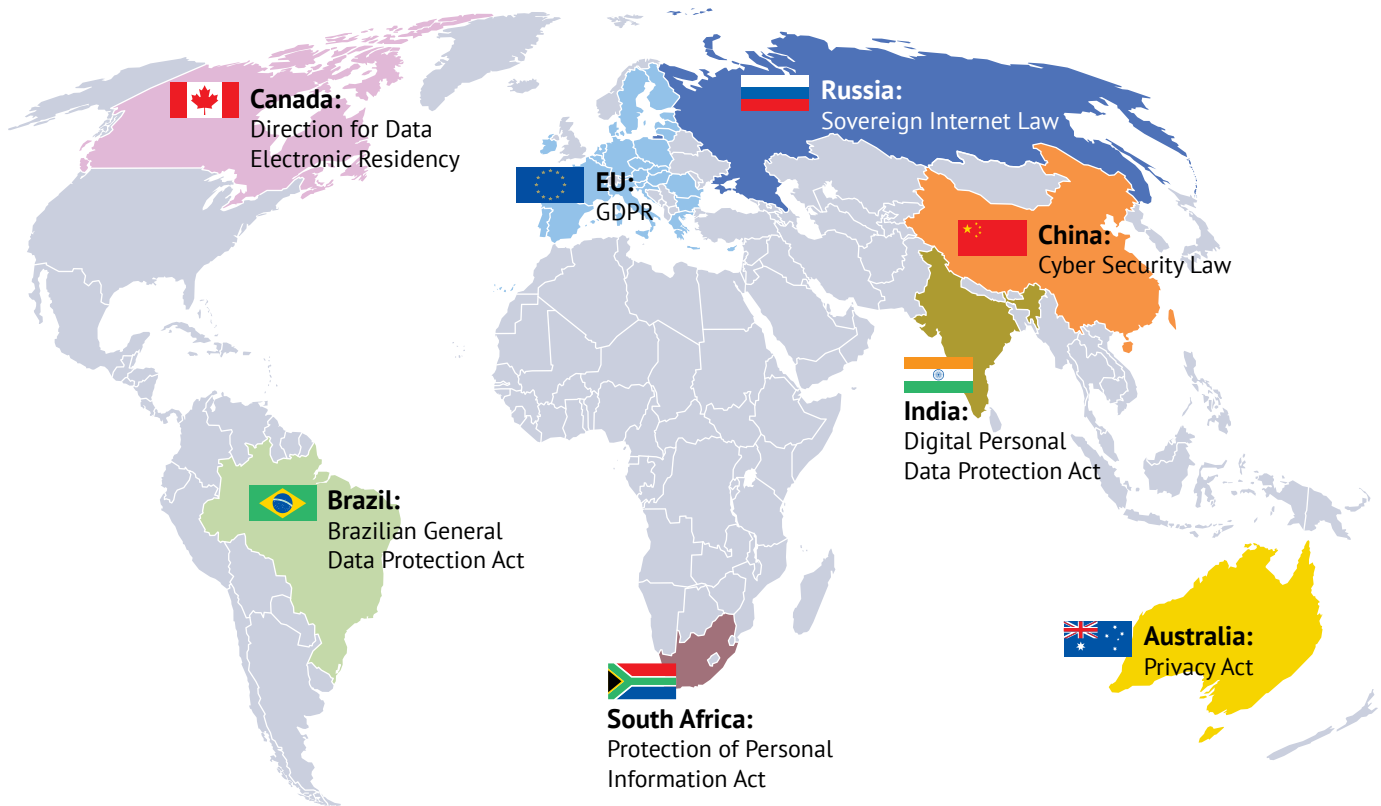 Canada:
Direction for Data
Electronic Residency
Russia:
Sovereign Internet Law
EU:
GDPR
China:
Cyber Security Law
India:
Digital Personal
Data Protection Act
Brazil:
Brazilian General
Data Protection Act
Australia:
Privacy Act
South Africa:
Protection of Personal
Information Act